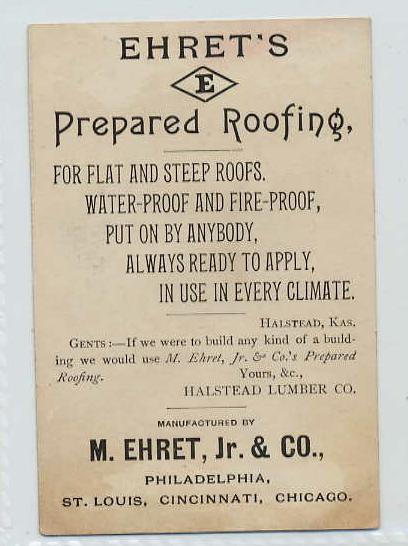 EHRET'S
E
Prepared Roofing,
FOR FLAT AND STEEP ROOFS.
WATER-PROOF AND FIRE-PROOF,
PUT ON BY ANYBODY,
ALWAYS READY TO APPLY,
IN USE IN EVERY CLIMATE.
HALSTEAD, KAS.
GENTS:—If we were to build any kind of a build-
ing we would use M. Ehret, Jr. & Co.'s Prepared
Roofing. Yours, &c.,
HALSTEAD LUMBER CO.
MANUFACTURED BY
M. EHRET, Jr. & CO.,
PHILADELPHIA,
ST. LOUIS, CINCINNATI, CHICAGO.